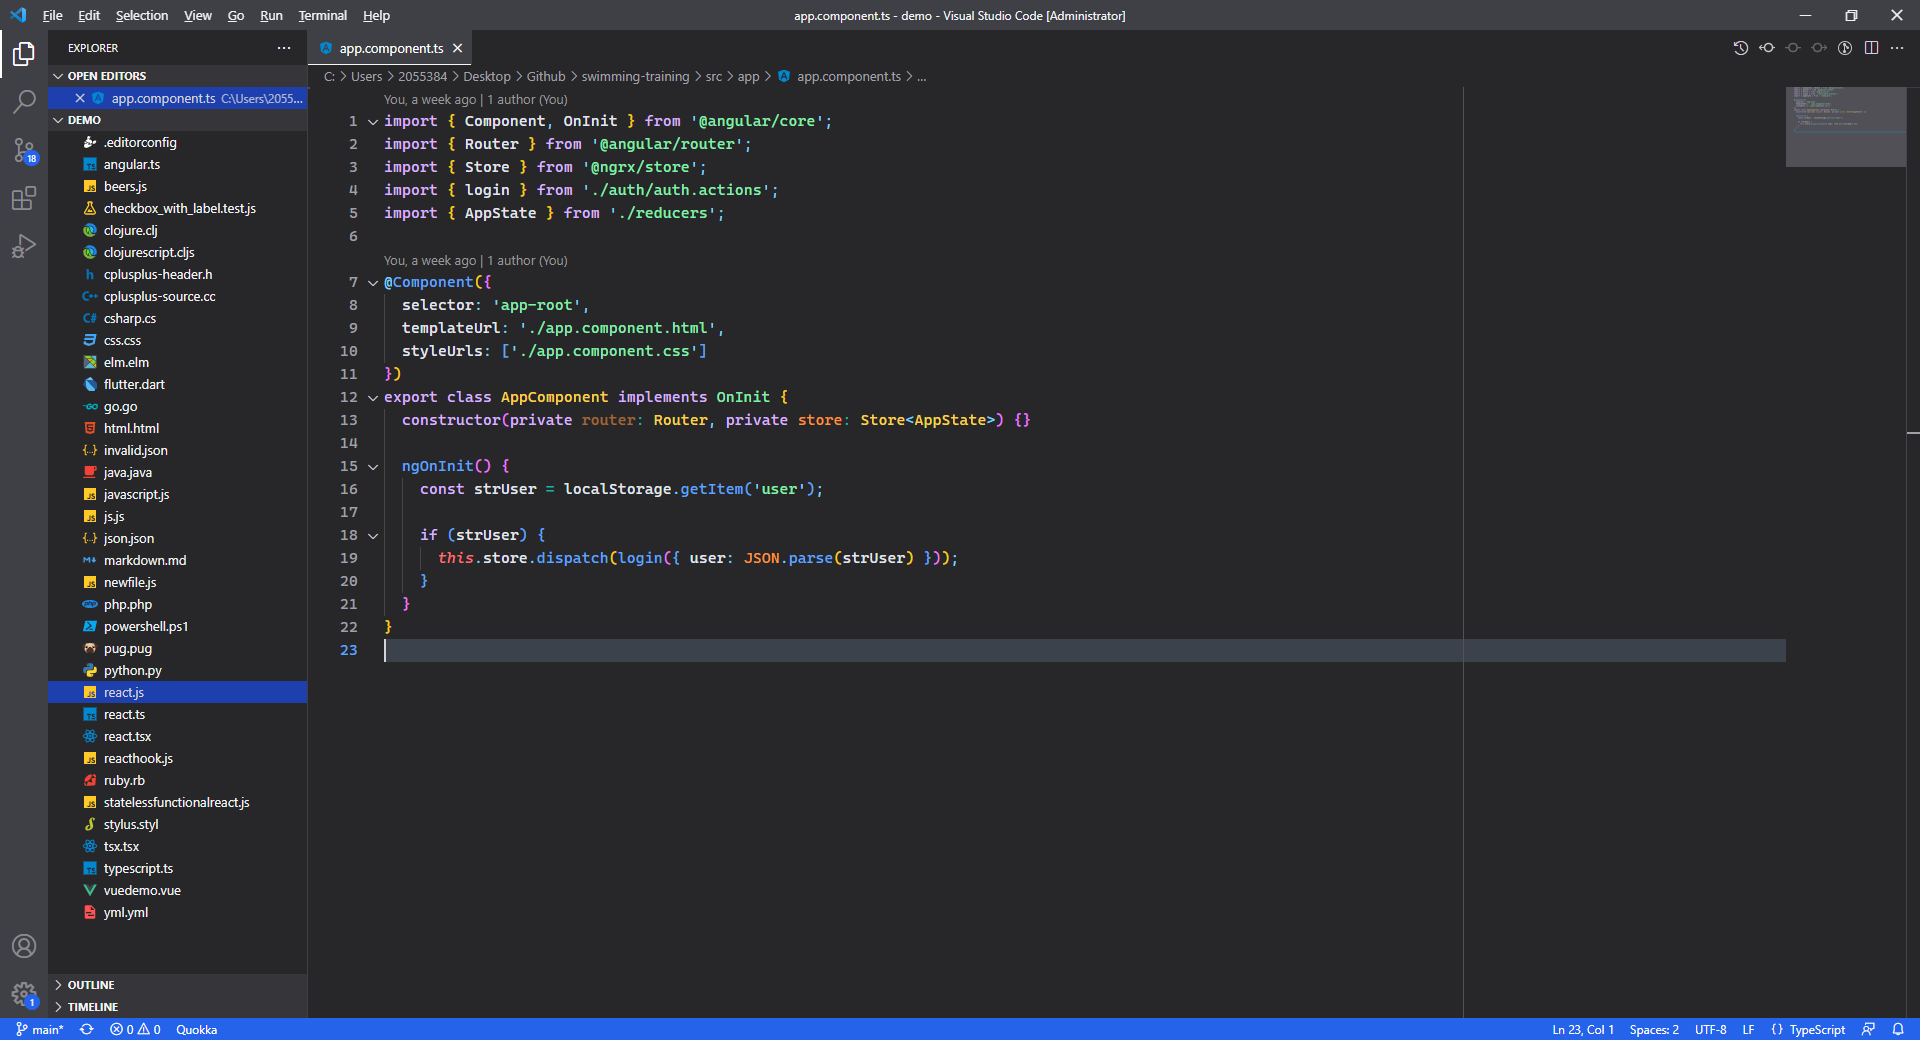 File Edit Selection View Go Run Terminal Help
app.component.ts - demo - Visual Studio Code [Administrator]
EXPLORER
OPEN EDITORS
app.component.ts C:\Users\2055...
DEMO
.editorconfig
angular.ts
beers.js
checkbox_with_label.test.js
clojure.clj
clojurescript.cljs
h cplusplus-header.h
C++ cplusplus-source.cc
C# csharp.cs
css.css
elm.elm
flutter.dart
go.go
html.html
invalid.json
java.java
javascript.js
js.js
json.json
markdown.md
newfile.js
php.php
powershell.ps1
pug.pug
python.py
react.js
react.ts
react.tsx
reacthook.js
ruby.rb
statelessfunctionalreact.js
stylus.styl
tsx.tsx
typescript.ts
vuedemo.vue
yml.yml
OUTLINE
TIMELINE
18
1
app.component.ts
C: > Users > 2055384 > Desktop > Github > swimming-training > src > app > app.component.ts > ...
You, a week ago | 1 author (You)
1 import { Component, OnInit } from '@angular/core';
2 import { Router } from '@angular/router';
3 import { Store } from '@ngrx/store';
4 import { login } from './auth/auth.actions';
5 import { AppState } from './reducers';
6
You, a week ago | 1 author (You)
7 @Component({
8   selector: 'app-root',
9   templateUrl: './app.component.html',
10   styleUrls: ['./app.component.css']
11 })
12 export class AppComponent implements OnInit {
13   constructor(private router: Router, private store: Store<AppState>) {}
14
15   ngOnInit() {
16     const strUser = localStorage.getItem('user');
17
18     if (strUser) {
19       this.store.dispatch(login({ user: JSON.parse(strUser) }));
20     }
21   }
22 }
23
main* 0 0 Quokka
Ln 23, Col 1 Spaces: 2 UTF-8 LF {} TypeScript